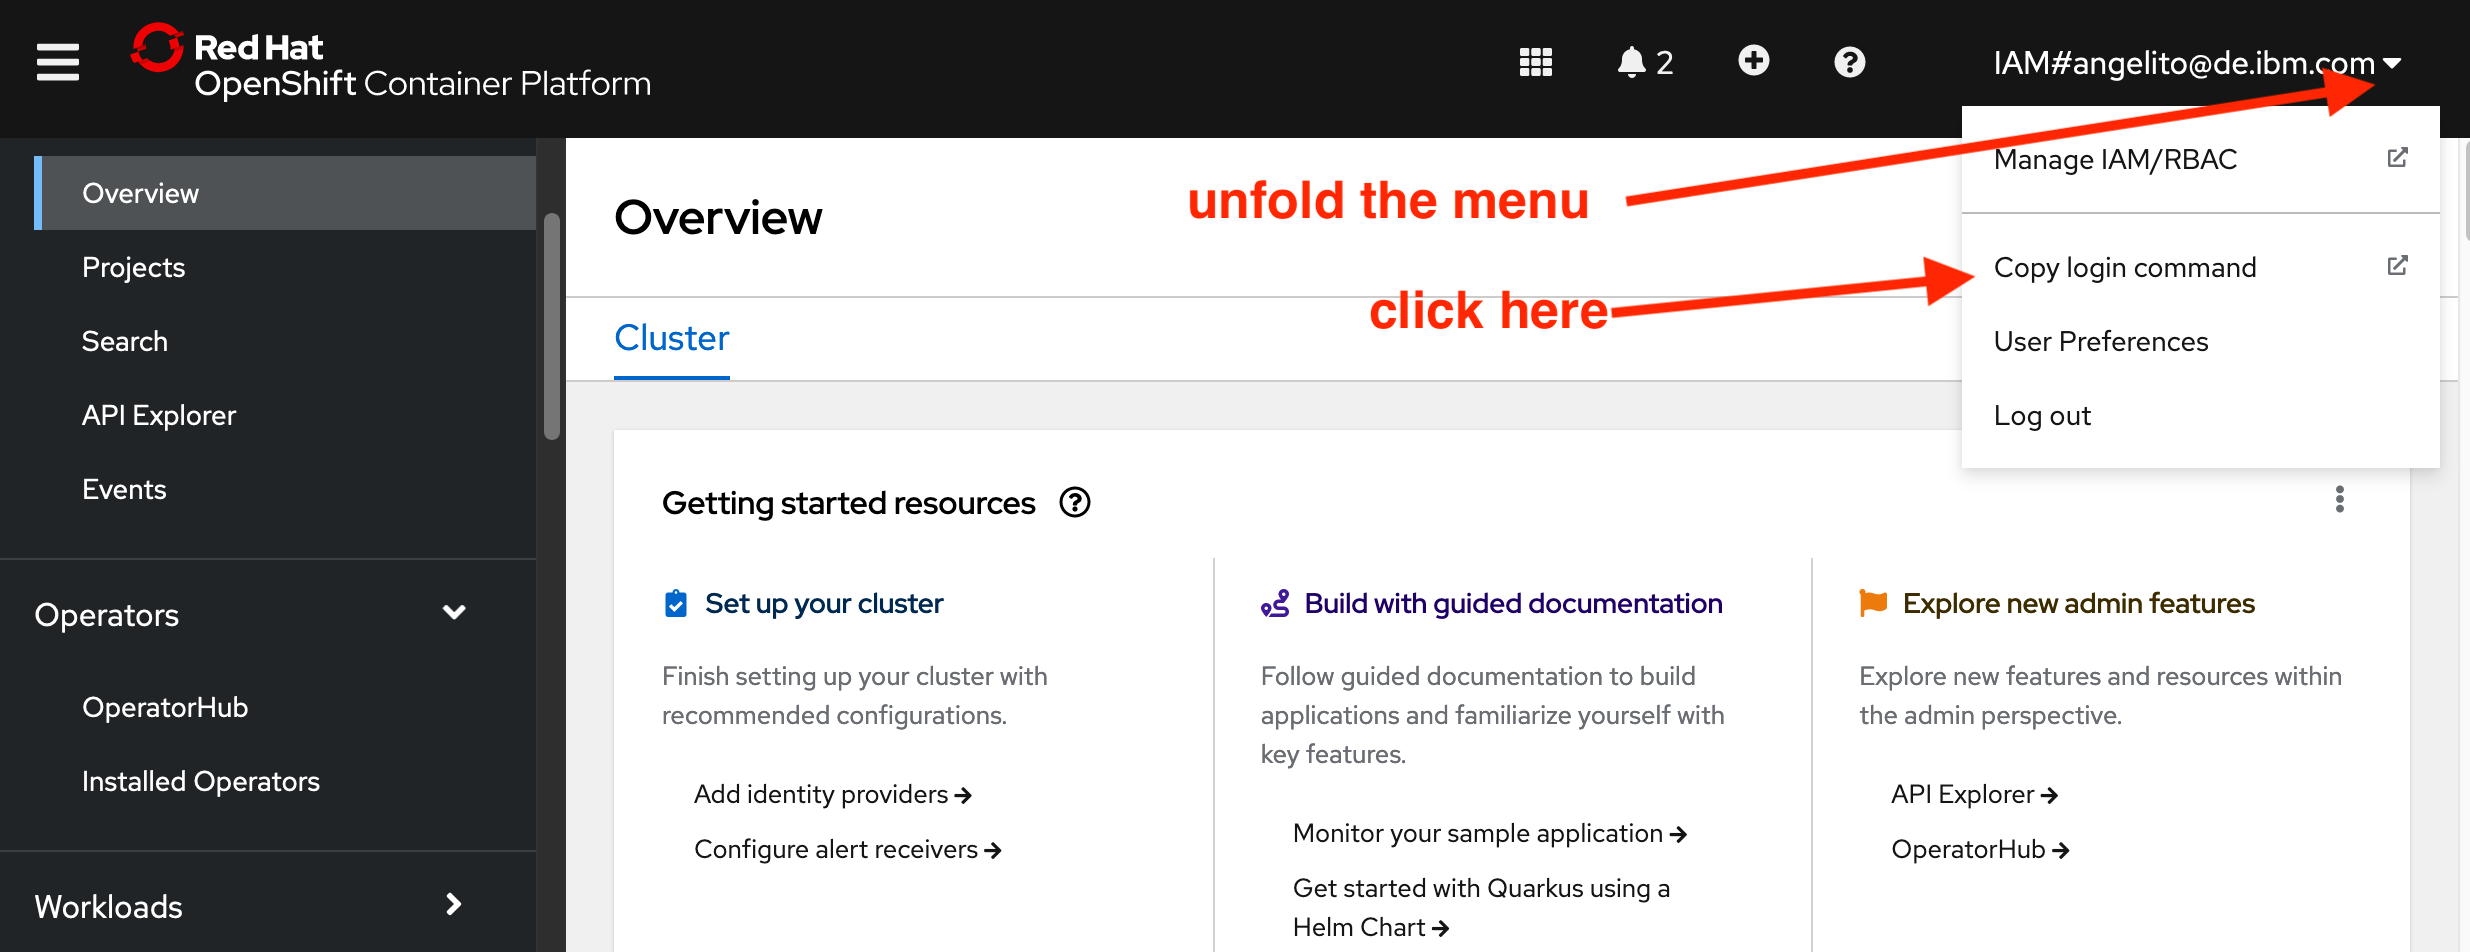 Red Hat
OpenShift Container Platform
2
IAM#angelito@de.ibm.com
Overview
Projects
Search
API Explorer
Events
Operators
OperatorHub
Installed Operators
Workloads
Overview
unfold the menu
click here
Manage IAM/RBAC
Copy login command
User Preferences
Log out
Cluster
Getting started resources
Set up your cluster
Finish setting up your cluster with
recommended configurations.
Add identity providers
Configure alert receivers
Build with guided documentation
Follow guided documentation to build
applications and familiarize yourself with
key features.
Monitor your sample application
Get started with Quarkus using a
Helm Chart
Explore new admin features
Explore new features and resources within
the admin perspective.
API Explorer
OperatorHub